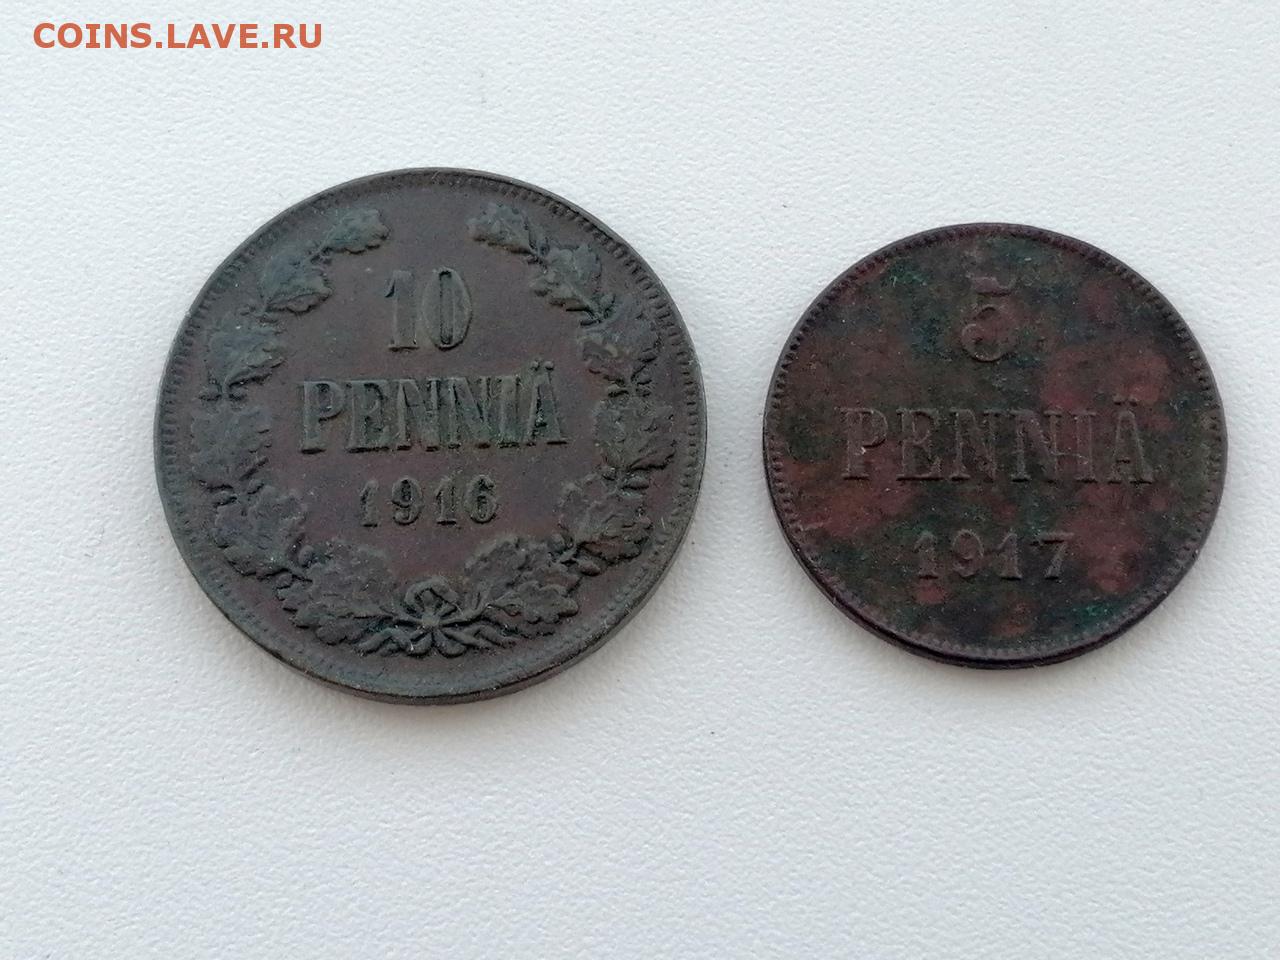 COINS.LAVE.RU
10
PENNIÄ
1916
5
PENNIÄ
1917